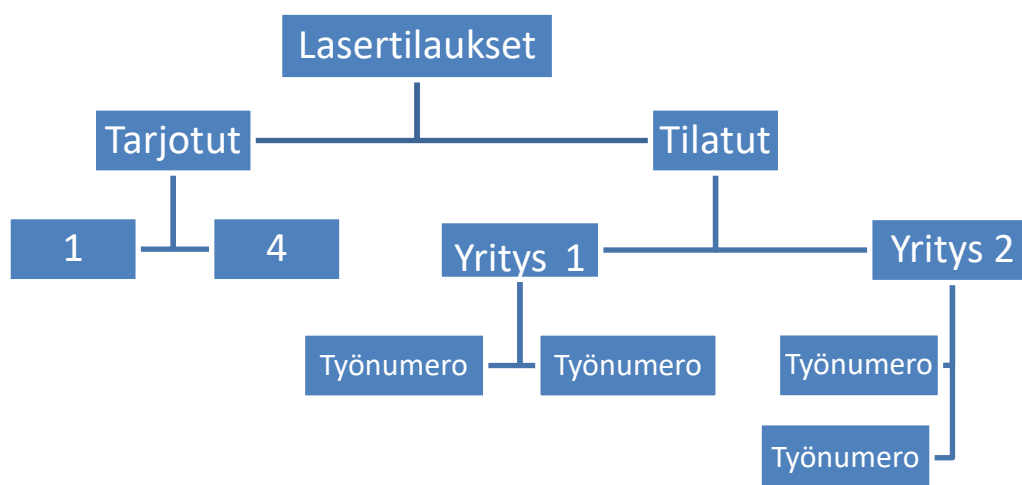 Lasertilaukset
Tarjotut
Tilatut
1
4
Yritys  1
Yritys 2
Työnumero
Työnumero
Työnumero
Työnumero